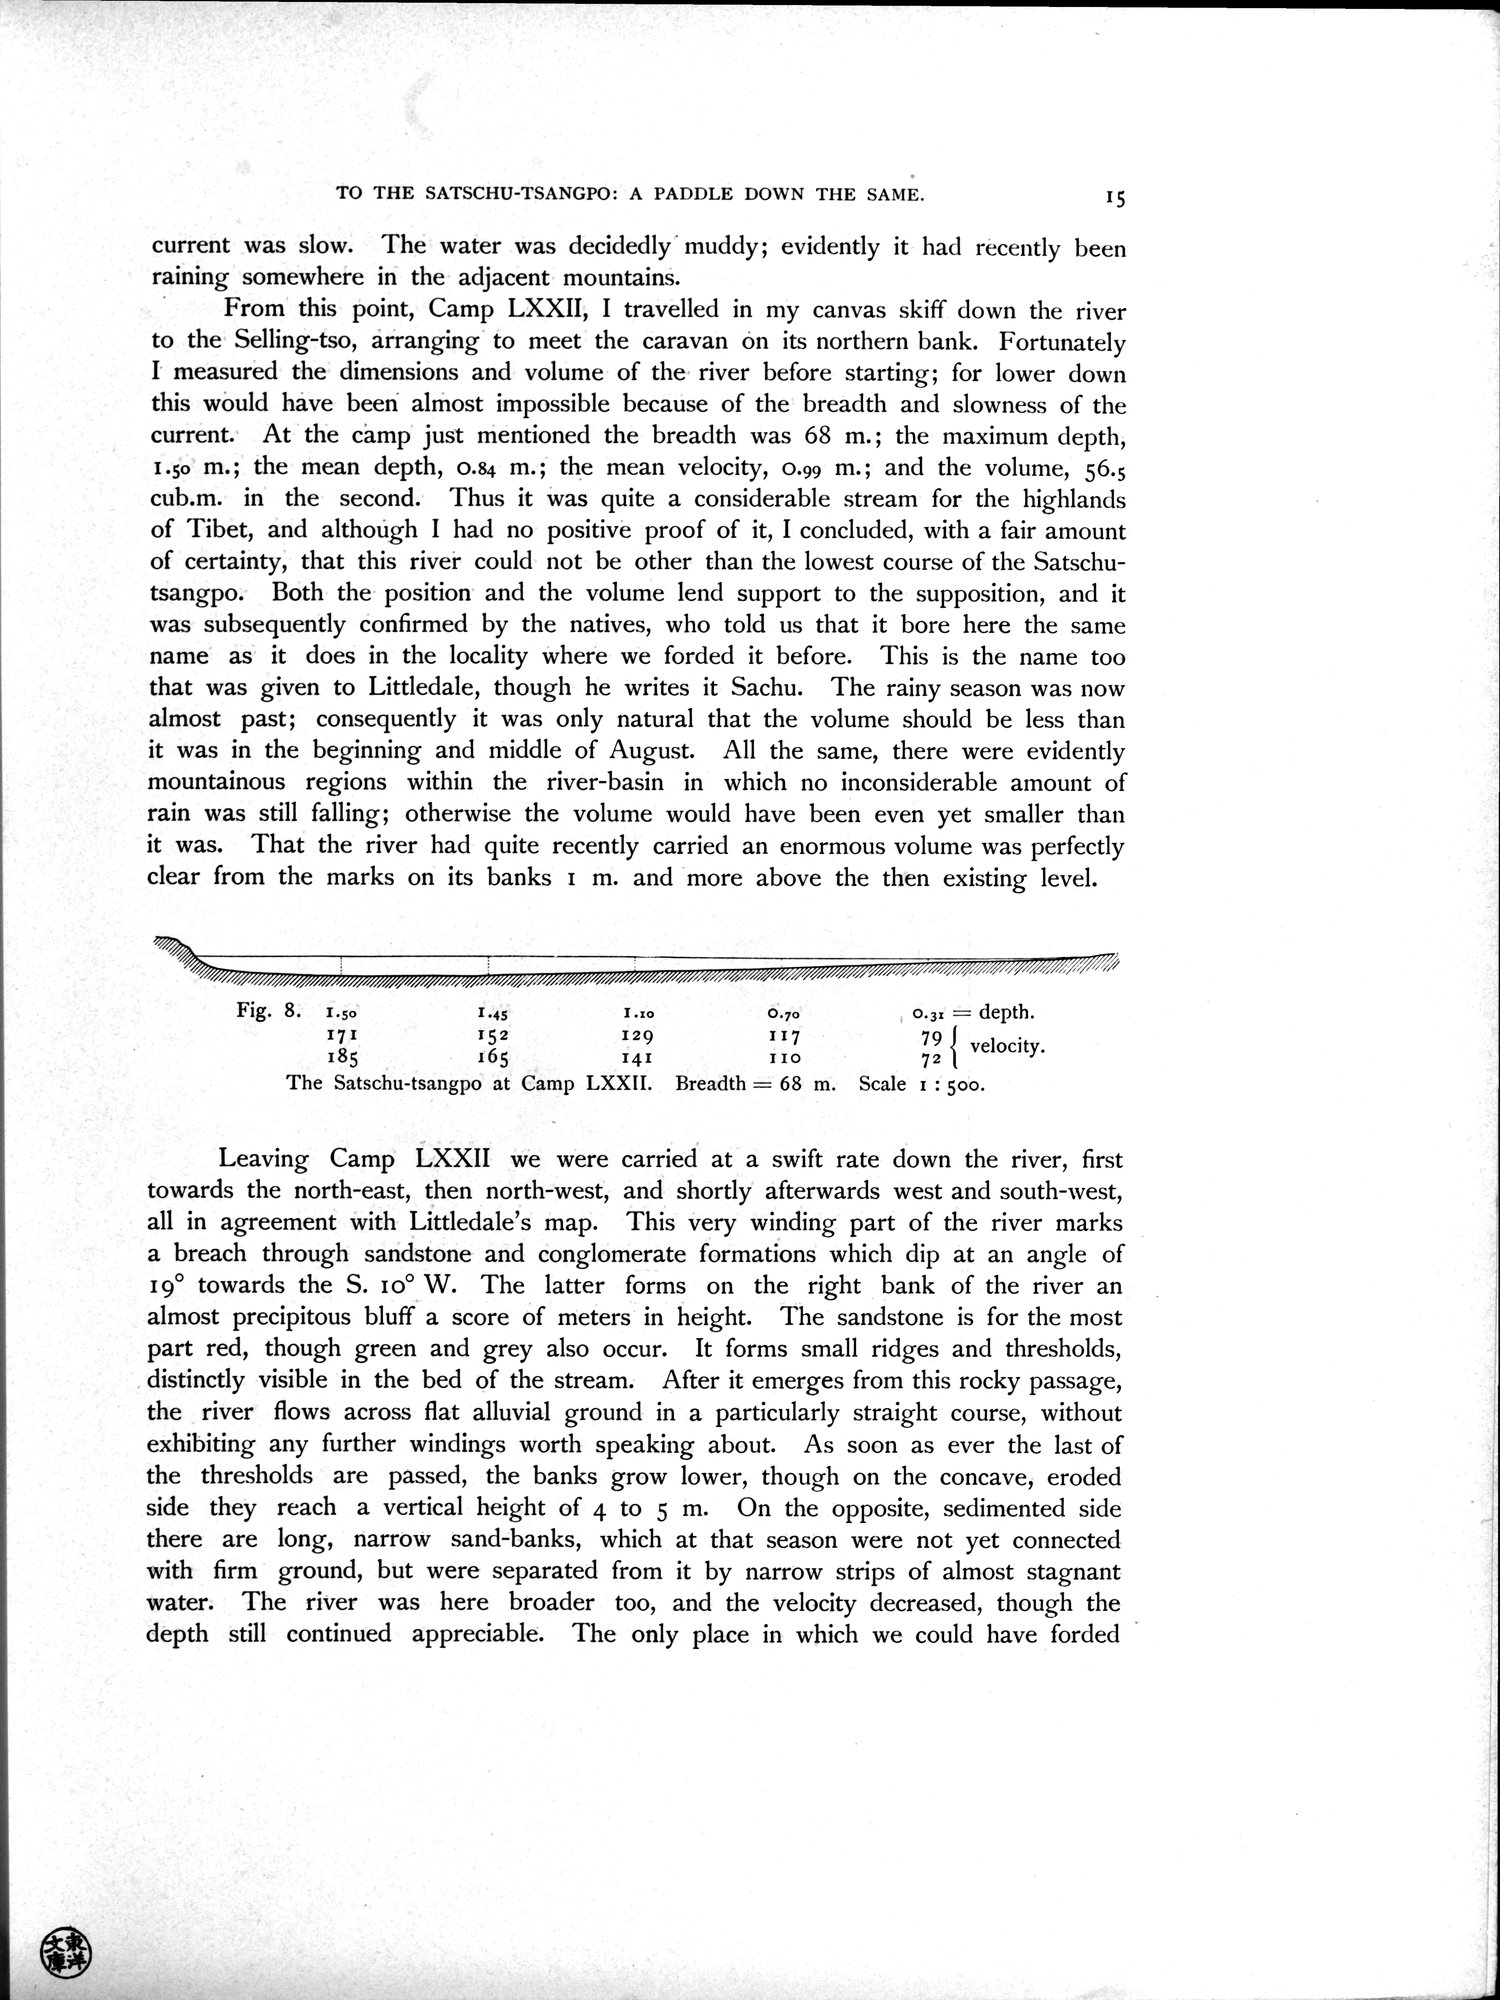 TO THE SATSCHU-TSANGPO: A PADDLE DOWN THE SAME. 15
current was slow. The water was decidedly muddy; evidently it had recently been
raining somewhere in the adjacent mountains.
From this point, Camp LXXII, I travelled in my canvas skiff down the river
to the Selling-tso, arranging to meet the caravan on its northern bank. Fortunately
I measured the dimensions and volume of the river before starting; for lower down
this would have been almost impossible because of the breadth and slowness of the
current. At the camp just mentioned the breadth was 68 m.; the maximum depth,
1.50 m.; the mean depth, 0.84 m.; the mean velocity, 0.99 m.; and the volume, 56.5
cub.m. in the second. Thus it was quite a considerable stream for the highlands
of Tibet, and although I had no positive proof of it, I concluded, with a fair amount
of certainty, that this river could not be other than the lowest course of the Satschu-
tsangpo. Both the position and the volume lend support to the supposition, and it
was subsequently confirmed by the natives, who told us that it bore here the same
name as it does in the locality where we forded it before. This is the name too
that was given to Littledale, though he writes it Sachu. The rainy season was now
almost past; consequently it was only natural that the volume should be less than
it was in the beginning and middle of August. All the same, there were evidently
mountainous regions within the river-basin in which no inconsiderable amount of
rain was still falling; otherwise the volume would have been even yet smaller than
it was. That the river had quite recently carried an enormous volume was perfectly
clear from the marks on its banks 1 m. and more above the then existing level.
Fig. 8. 1.50 1.45 1.10 0.70 0.31 = depth.
171 152 129 117 79
185 165 141 110 72 } velocity.
The Satschu-tsangpo at Camp LXXII. Breadth = 68 m. Scale 1 : 500.
Leaving Camp LXXII we were carried at a swift rate down the river, first
towards the north-east, then north-west, and shortly afterwards west and south-west,
all in agreement with Littledale's map. This very winding part of the river marks
a breach through sandstone and conglomerate formations which dip at an angle of
19° towards the S. 10° W. The latter forms on the right bank of the river an
almost precipitous bluff a score of meters in height. The sandstone is for the most
part red, though green and grey also occur. It forms small ridges and thresholds,
distinctly visible in the bed of the stream. After it emerges from this rocky passage,
the river flows across flat alluvial ground in a particularly straight course, without
exhibiting any further windings worth speaking about. As soon as ever the last of
the thresholds are passed, the banks grow lower, though on the concave, eroded
side they reach a vertical height of 4 to 5 m. On the opposite, sedimented side
there are long, narrow sand-banks, which at that season were not yet connected
with firm ground, but were separated from it by narrow strips of almost stagnant
water. The river was here broader too, and the velocity decreased, though the
depth still continued appreciable. The only place in which we could have forded
東洋
文庫